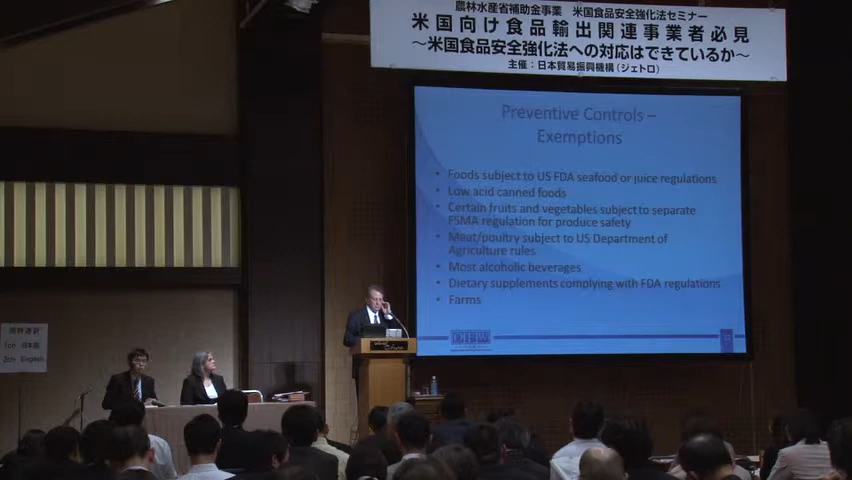 農林水産省補助金事業　米国食品安全強化法セミナー
米国向け食品輸出関連事業者必見
～米国食品安全強化法への対応はできているか～
主催：日本貿易振興機構（ジェトロ）
Preventive Controls –
Exemptions
• Foods subject to US FDA seafood or juice regulations
• Low acid canned foods
• Certain fruits and vegetables subject to separate
FSMA regulation for produce safety
• Meat/poultry subject to US Department of
Agriculture rules
• Most alcoholic beverages
• Dietary supplements complying with FDA regulations
• Farms
OFW
同時通訳
1ch 日本語
2ch English